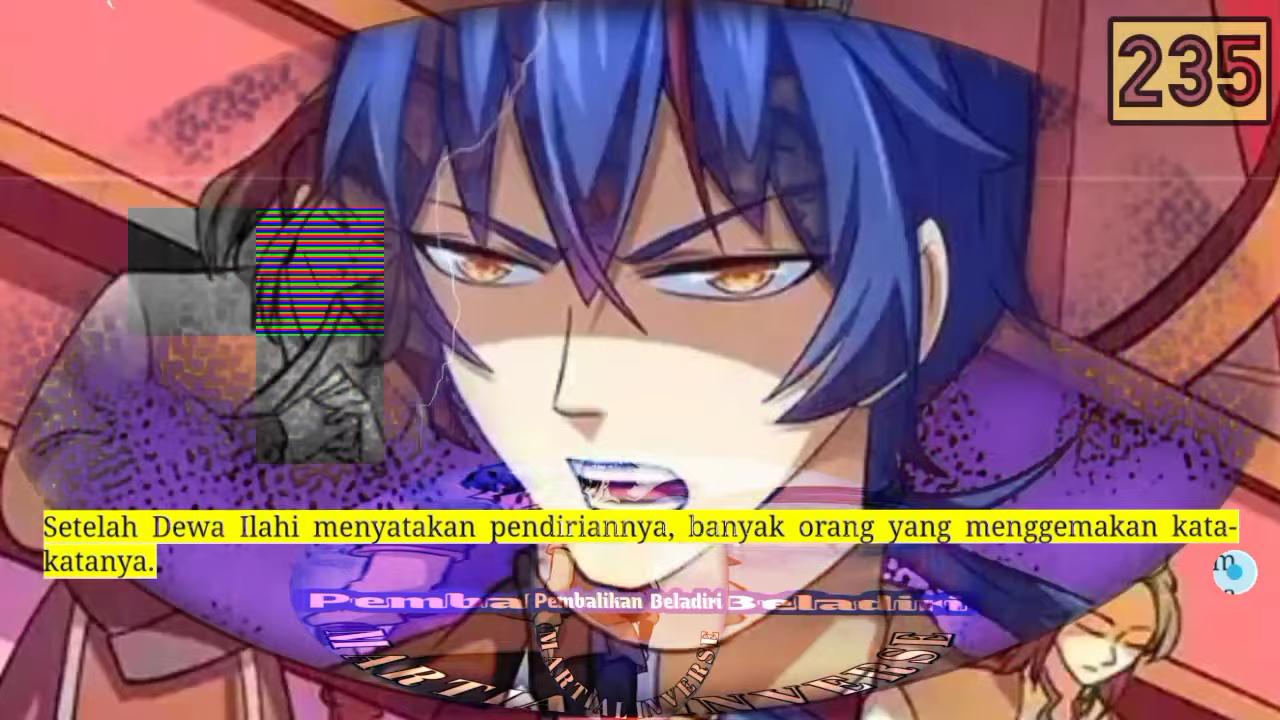 235
Setelah Dewa Ilahi menyatakan pendiriannya, banyak orang yang menggemakan kata-
katanya.
m
Pembalikan Beladiri
MARTIAL INVERSE